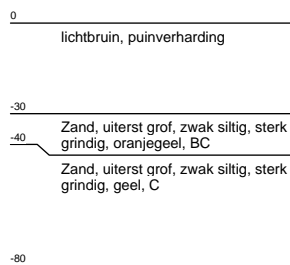 0
lichtbruin, puinverharding
-30
Zand, uiterst grof, zwak siltig, sterk
grindig, oranjegeel, BC
-40
Zand, uiterst grof, zwak siltig, sterk
grindig, geel, C
-80